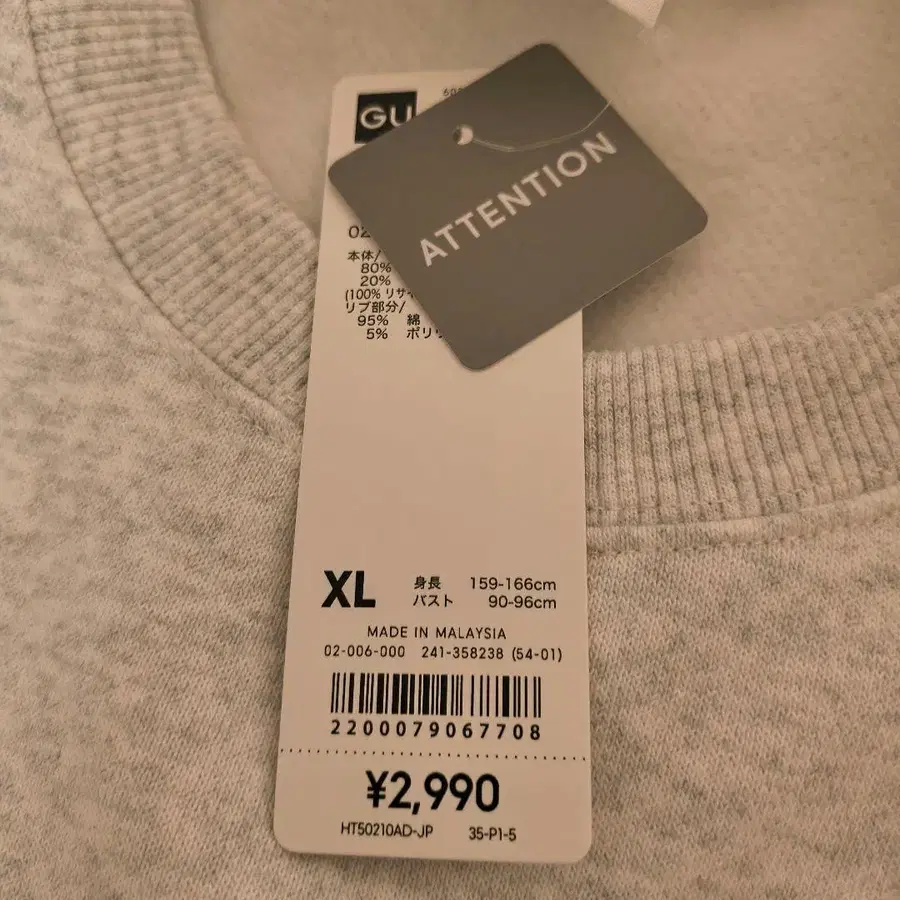 GU
ATTENTION
本体/
80%
20%
(100% リサイ
リブ部分/
95% 綿
5% ポリ
XL 身長 159-166cm
バスト 90-96cm
MADE IN MALAYSIA
02-006-000 241-358238 (54-01)
2200079067708
¥2,990
HT50210AD-JP 35-P1-5